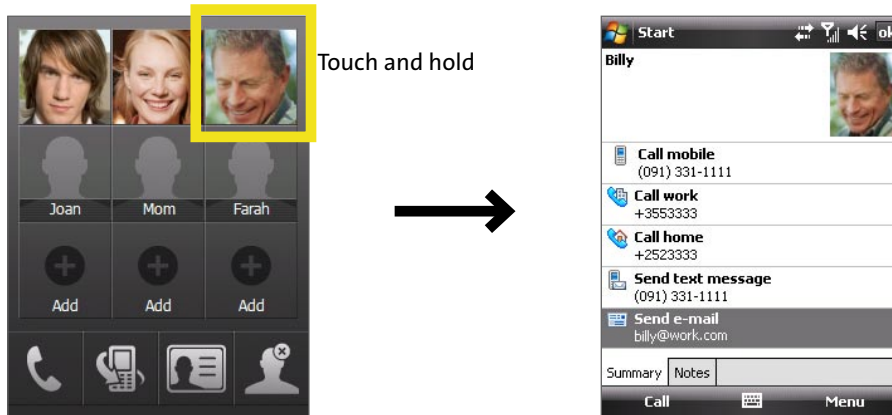 Touch and hold
Joan Mom Farah
Add Add Add
Start ok
Billy
Call mobile
(091) 331-1111
Call work
+3553333
Call home
+2523333
Send text message
(091) 331-1111
Send e-mail
billy@work.com
Summary Notes
Call Menu